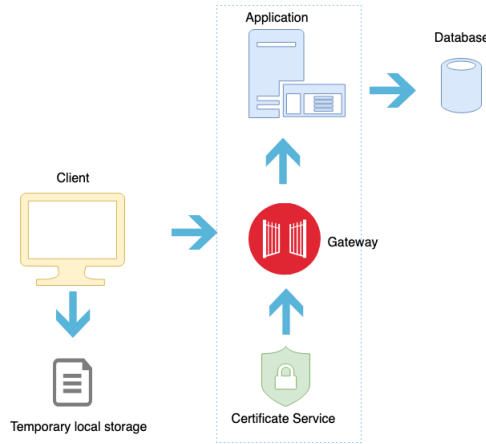 Application
Database
Client
Gateway
Temporary local storage
Certificate Service